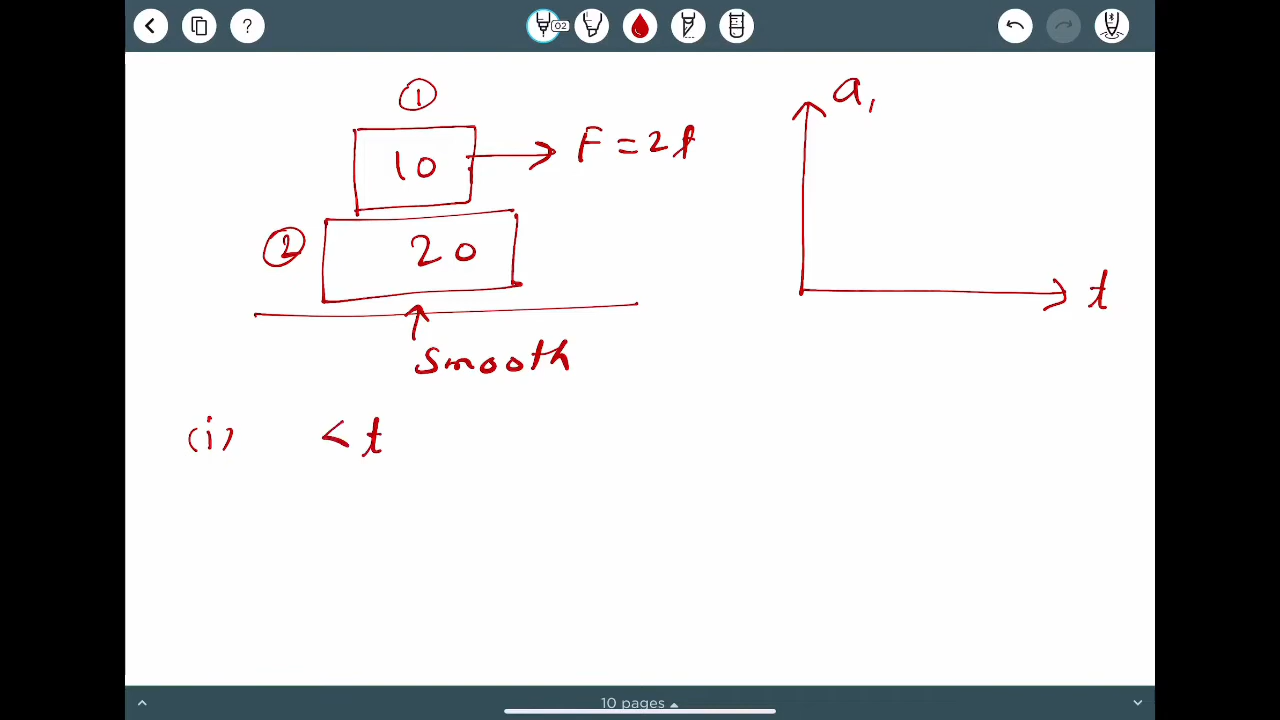 ①
10
F = 2t
②
20
smooth
a₁
t
(i) < t
10 pages